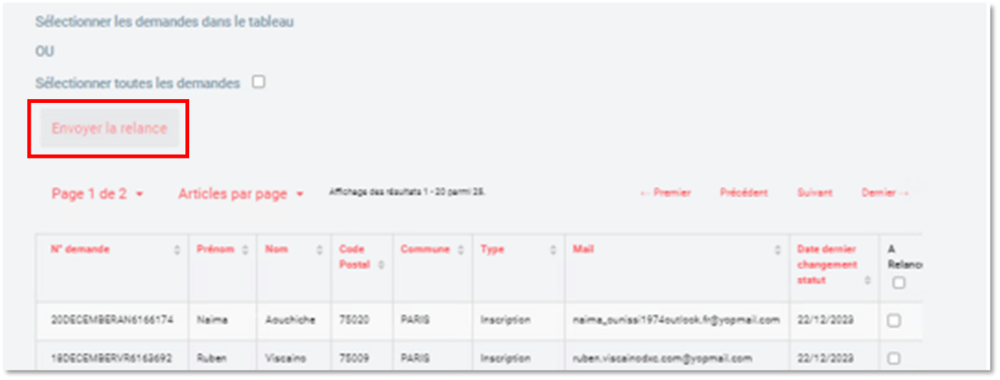 Sélectionner les demandes dans le tableau
OU
Sélectionner toutes les demandes
Envoyer la relance
Page 1 de 2 Articles par page Affichage des résultats 1 - 20 parmi 25. ← Premier Précédent Suivant Dernier →
N° demande Prénom Nom Code Postal Commune Type Mail Date dernier changement statut A Relanc
20DECEMBERAN6166174 Naima Aouchiche 75020 PARIS Inscription naima_ounissi1974outlook.fr@yopmail.com 22/12/2023
19DECEMBERVR6163692 Ruben Viscaino 75009 PARIS Inscription ruben.viscainodxc.com@yopmail.com 22/12/2023